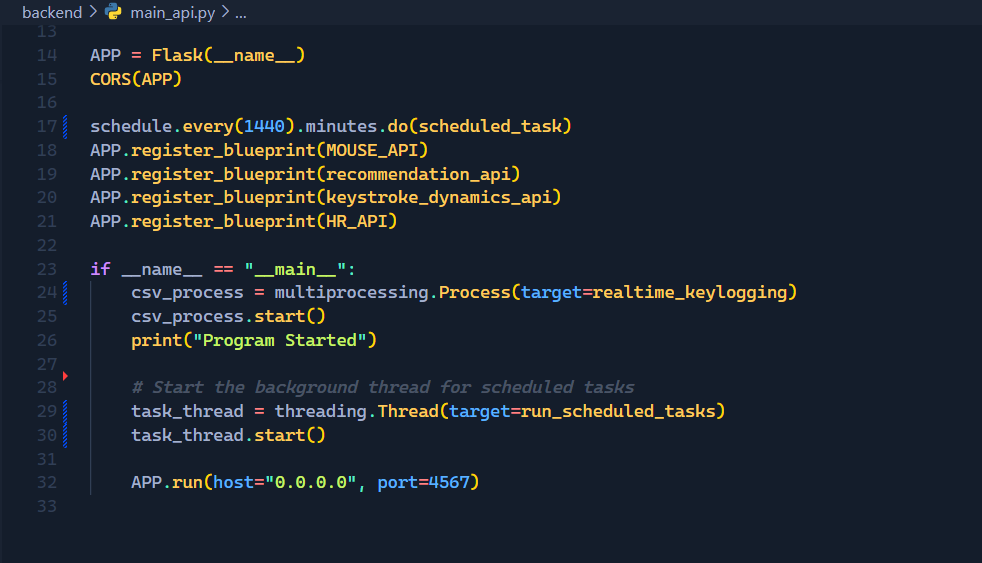 backend > main_api.py > ...
13
14 APP = Flask(__name__)
15 CORS(APP)
16
17 schedule.every(1440).minutes.do(scheduled_task)
18 APP.register_blueprint(MOUSE_API)
19 APP.register_blueprint(recommendation_api)
20 APP.register_blueprint(keystroke_dynamics_api)
21 APP.register_blueprint(HR_API)
22
23 if __name__ == "__main__":
24     csv_process = multiprocessing.Process(target=realtime_keylogging)
25     csv_process.start()
26     print("Program Started")
27
28     # Start the background thread for scheduled tasks
29     task_thread = threading.Thread(target=run_scheduled_tasks)
30     task_thread.start()
31
32     APP.run(host="0.0.0.0", port=4567)
33